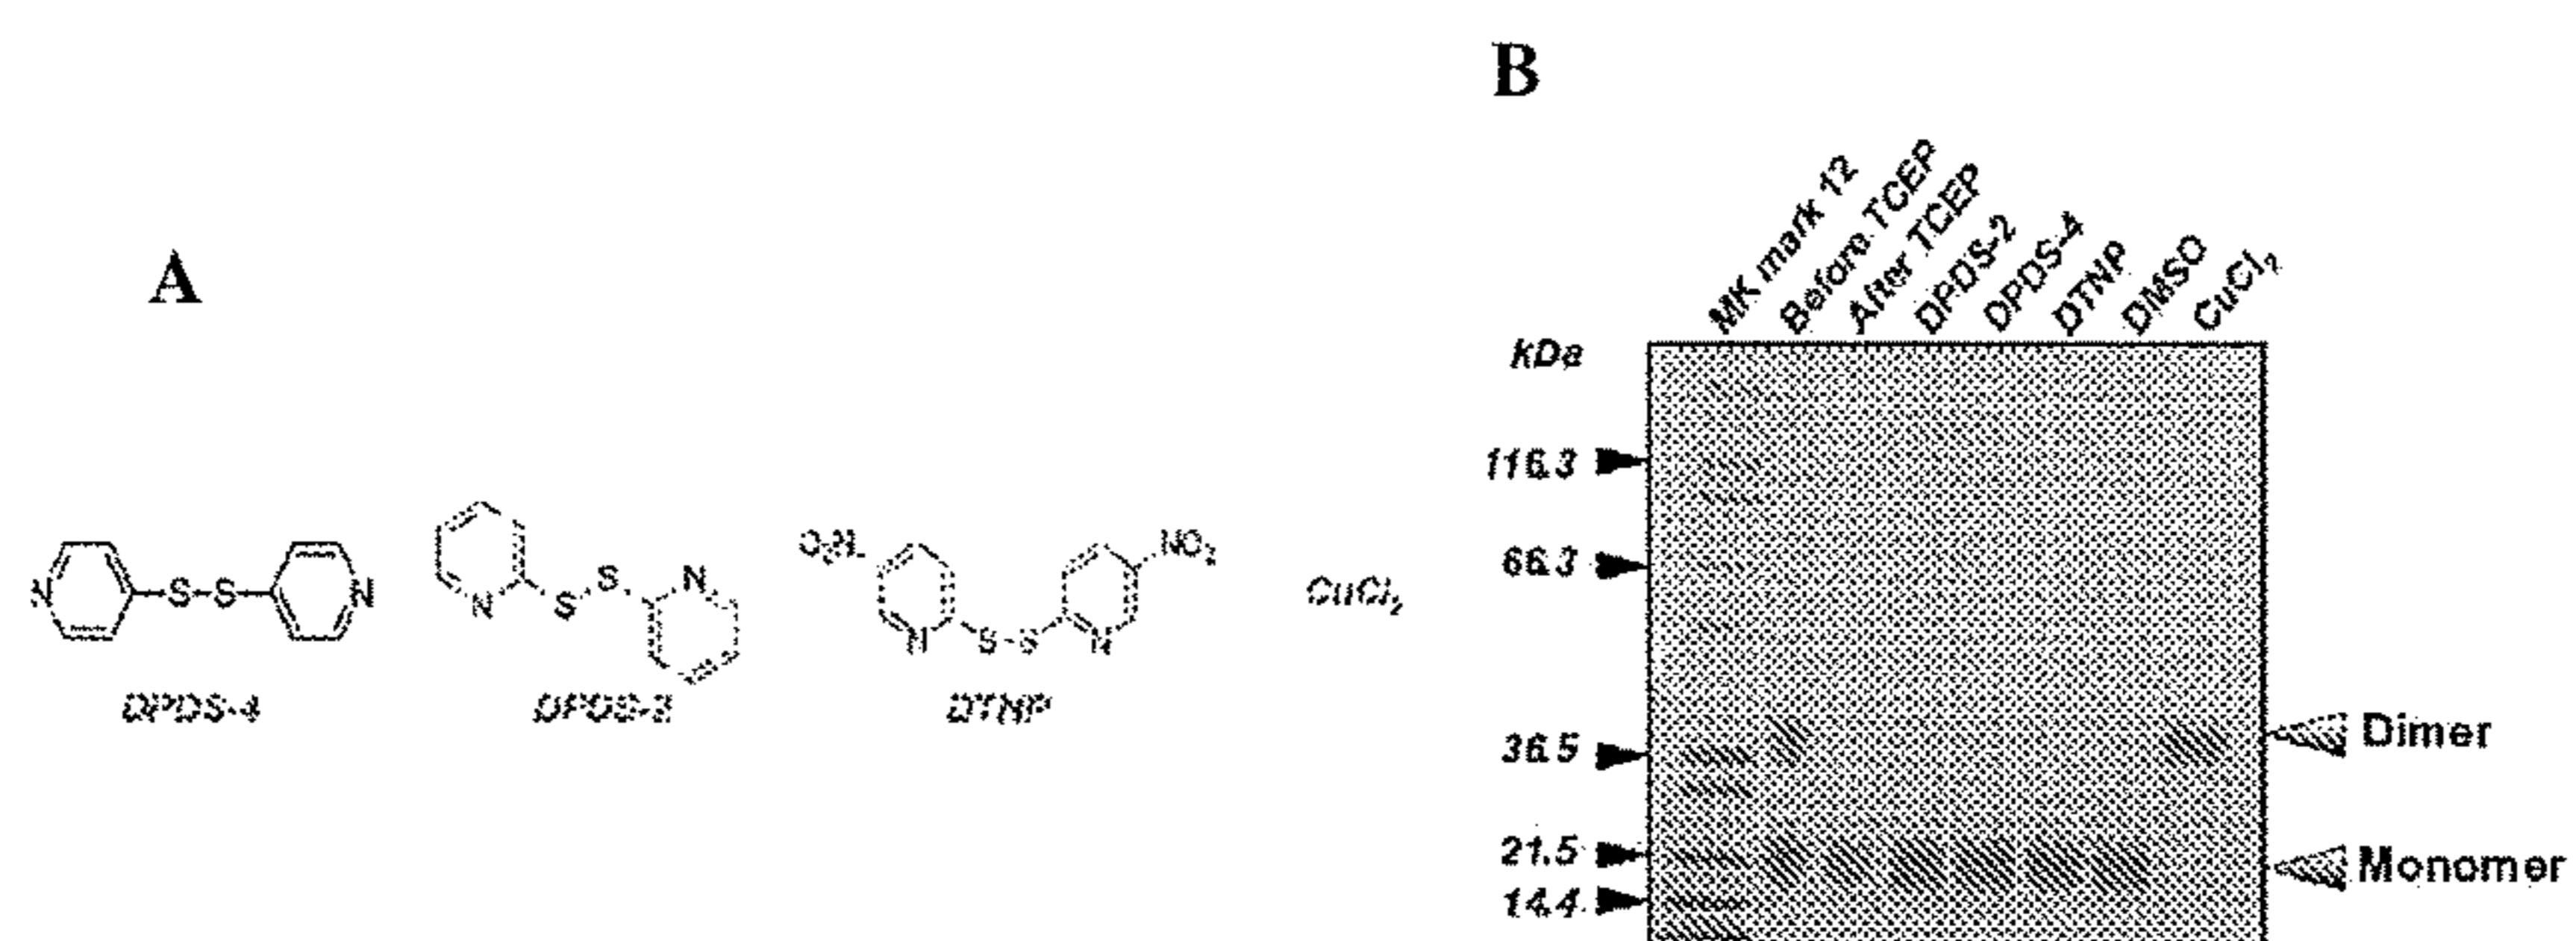 A
N
S-S
N
DPDS-4
N
S
S
N
DPDS-2
O₂N
N
S-S
N
NO₂
DTNP
CuCl₂
B
MK mark 12
Before TCEP
After TCEP
DPDS-2
DPDS-4
DTNP
DMSO
CuCl₂
kDa
116.3
66.3
36.5
21.5
14.4
Dimer
Monomer